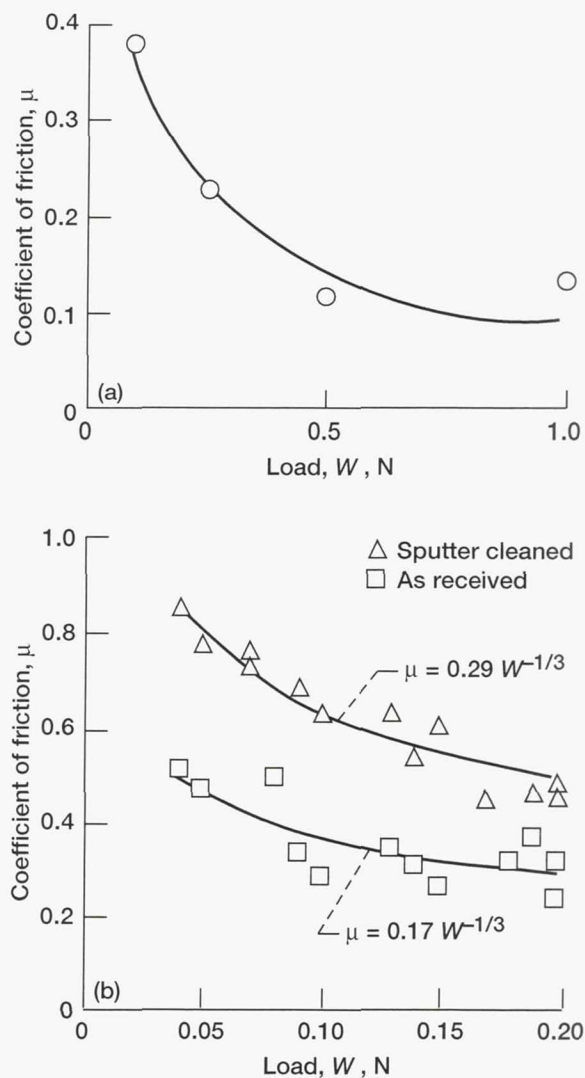 0.4
0.3
0.2
0.1
0
Coefficient of friction, μ
(a)
0
0.5
1.0
Load, W , N
1.0
0.8
0.6
0.4
0.2
0
Coefficient of friction, μ
△ Sputter cleaned
□ As received
μ = 0.29 W–1/3
μ = 0.17 W–1/3
(b)
0
0.05
0.10
0.15
0.20
Load, W , N